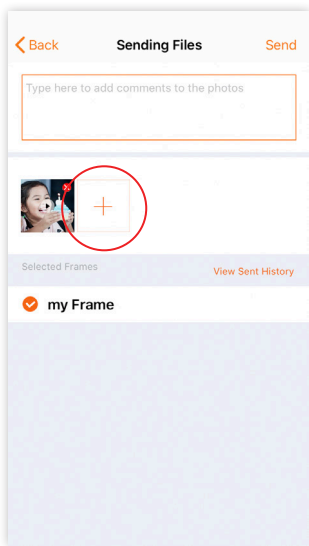 Back
Sending Files
Send
Type here to add comments to the photos
Selected Frames
View Sent History
my Frame